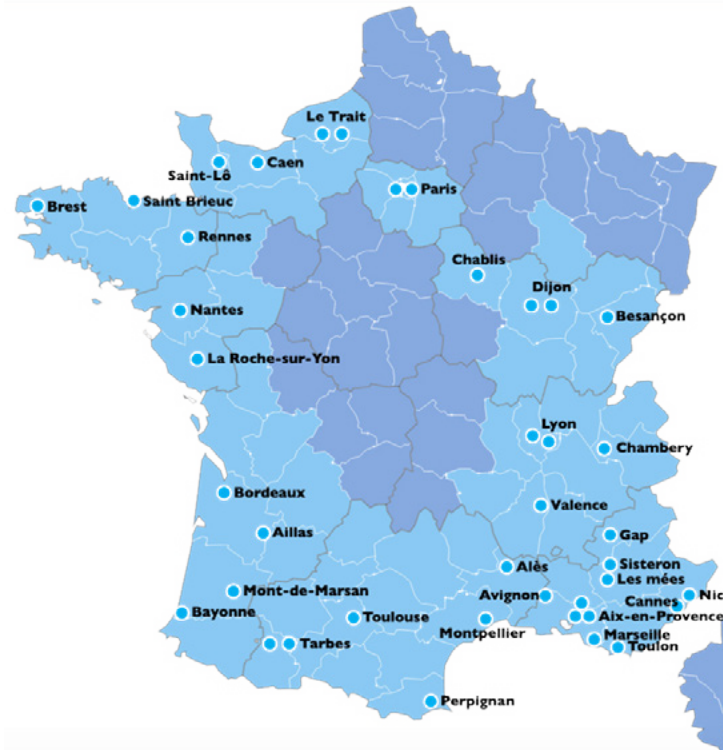 Le Trait
Saint-Lô
Caen
Paris
Brest
Saint Brieuc
Rennes
Chablis
Dijon
Nantes
Besançon
La Roche-sur-Yon
Lyon
Chambery
Bordeaux
Valence
Aillas
Gap
Alès
Sisteron
Les mées
Mont-de-Marsan
Avignon
Nic
Cannes
Bayonne
Toulouse
Aix-en-Provence
Montpellier
Marseille
Tarbes
Toulon
Perpignan